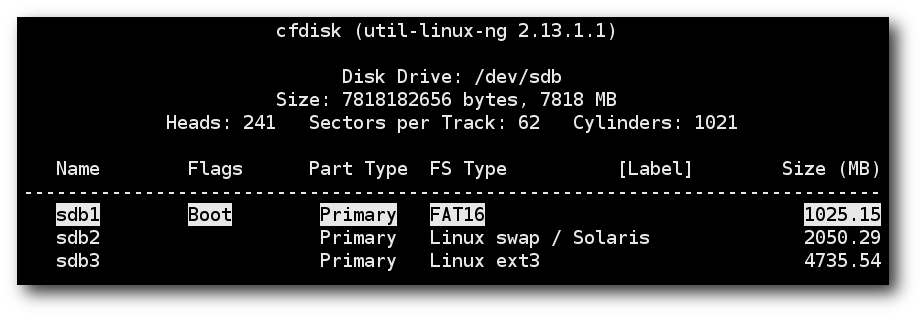 cfdisk (util-linux-ng 2.13.1.1)
Disk Drive: /dev/sdb
Size: 7818182656 bytes, 7818 MB
Heads: 241   Sectors per Track: 62   Cylinders: 1021
Name   Flags   Part Type   FS Type   [Label]   Size (MB)
--------------------------------------------------------------------------------
sdb1   Boot   Primary   FAT16   1025.15
sdb2   Primary   Linux swap / Solaris   2050.29
sdb3   Primary   Linux ext3   4735.54